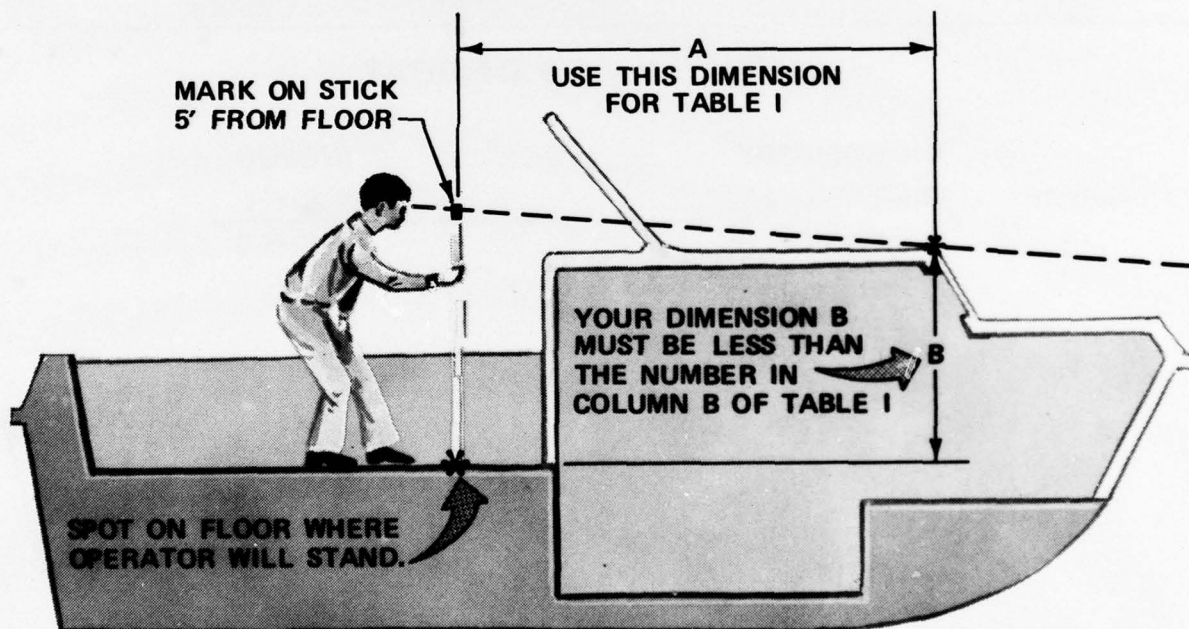 A
USE THIS DIMENSION
FOR TABLE I
MARK ON STICK
5' FROM FLOOR
YOUR DIMENSION B
MUST BE LESS THAN
THE NUMBER IN
COLUMN B OF TABLE I
B
SPOT ON FLOOR WHERE
OPERATOR WILL STAND.